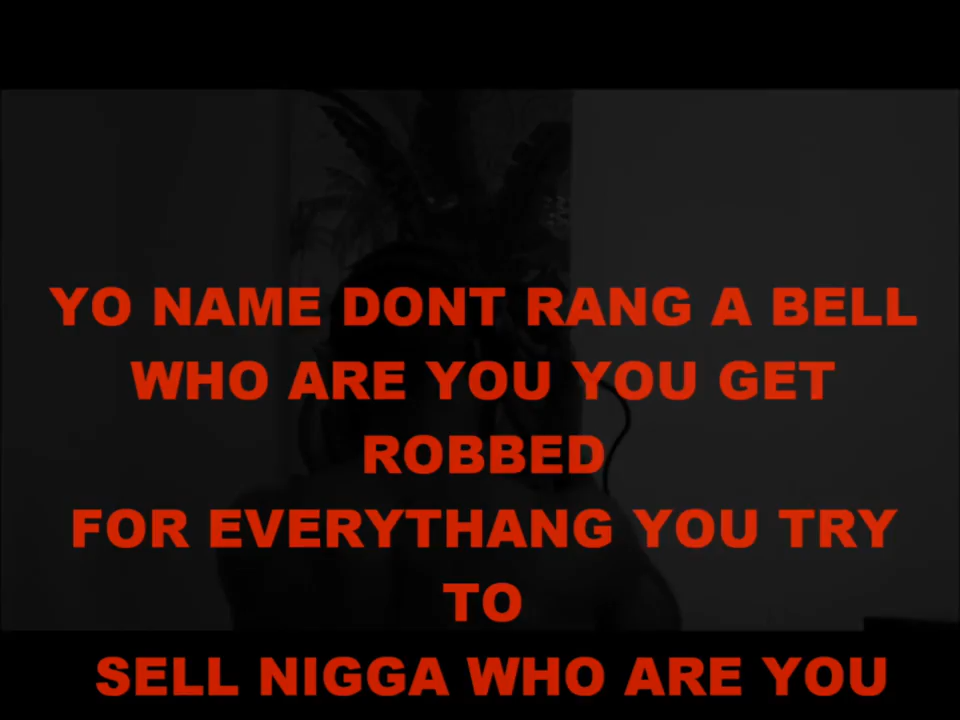 YO NAME DONT RANG A BELL
WHO ARE YOU YOU GET
ROBBED
FOR EVERYTHANG YOU TRY
TO
SELL NIGGA WHO ARE YOU